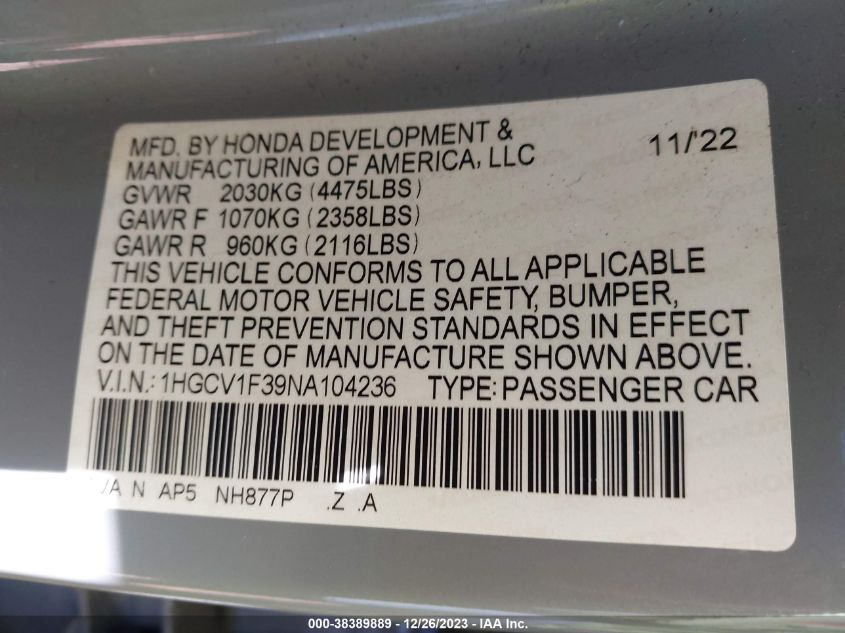 MFD. BY HONDA DEVELOPMENT & 11/'22
MANUFACTURING OF AMERICA, LLC
GVWR 2030KG (4475LBS)
GAWR F 1070KG (2358LBS)
GAWR R 960KG (2116LBS)
THIS VEHICLE CONFORMS TO ALL APPLICABLE
FEDERAL MOTOR VEHICLE SAFETY, BUMPER,
AND THEFT PREVENTION STANDARDS IN EFFECT
ON THE DATE OF MANUFACTURE SHOWN ABOVE.
V.I.N.: 1HGCV1F39NA104236 TYPE: PASSENGER CAR
N AP5 NH877P .Z .A
000-38389889 - 12/26/2023 - IAA Inc.